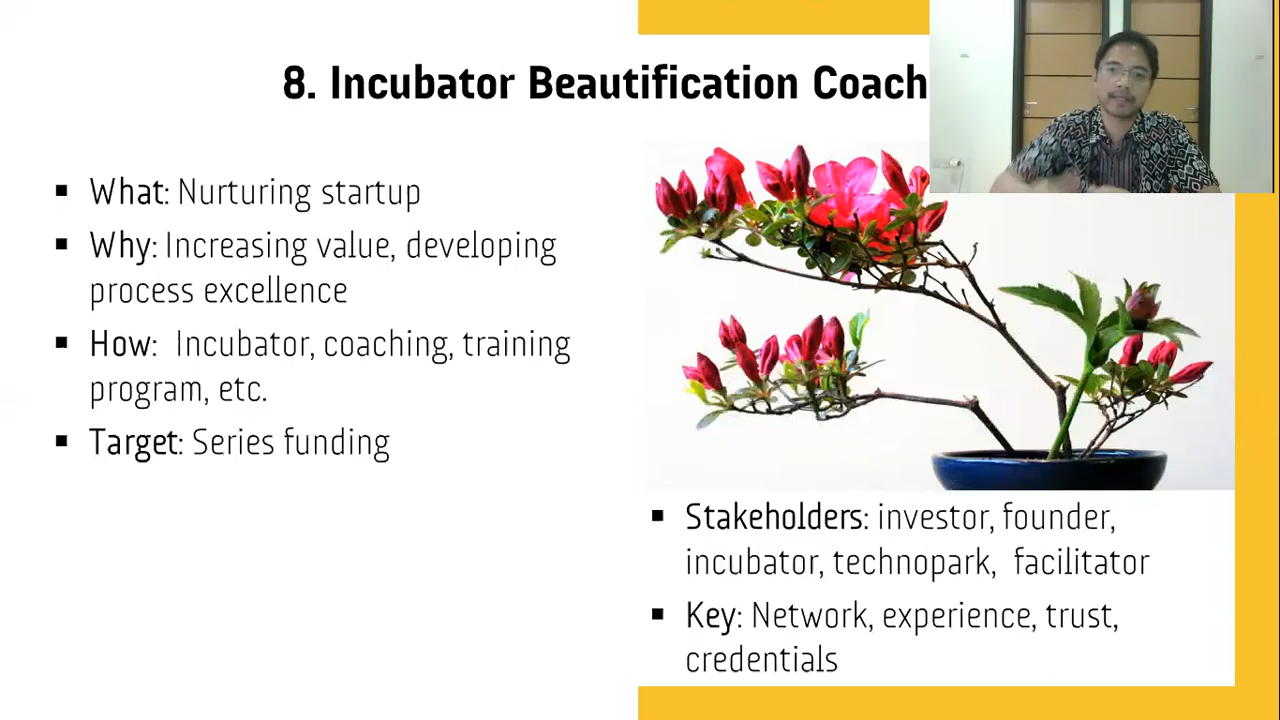 8. Incubator Beautification Coach
▪ What: Nurturing startup
▪ Why: Increasing value, developing
process excellence
▪ How: Incubator, coaching, training
program, etc.
▪ Target: Series funding
▪ Stakeholders: investor, founder,
incubator, technopark, facilitator
▪ Key: Network, experience, trust,
credentials